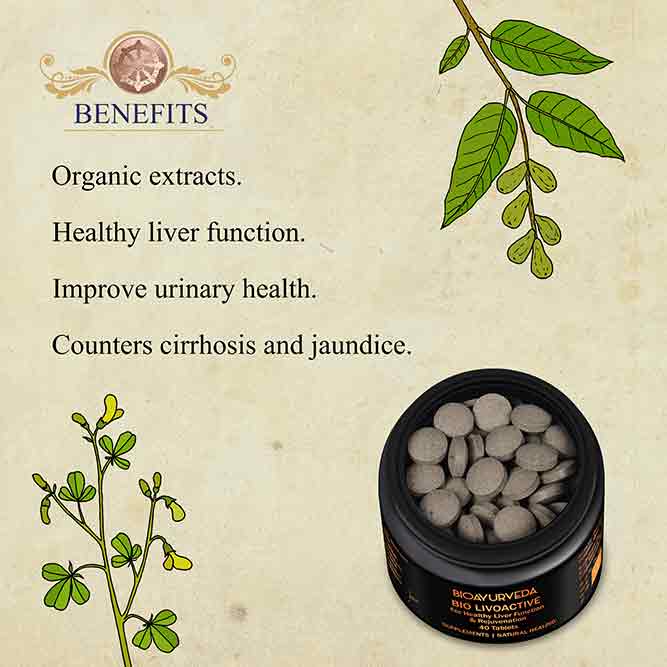 BENEFITS
Organic extracts.
Healthy liver function.
Improve urinary health.
Counters cirrhosis and jaundice.
BIOAYURVEDA
BIO LIVOACTIVE
For Healthy Liver Function
& Rejuvenation
40 Tablets
SUPPLEMENTS | NATURAL HEALING